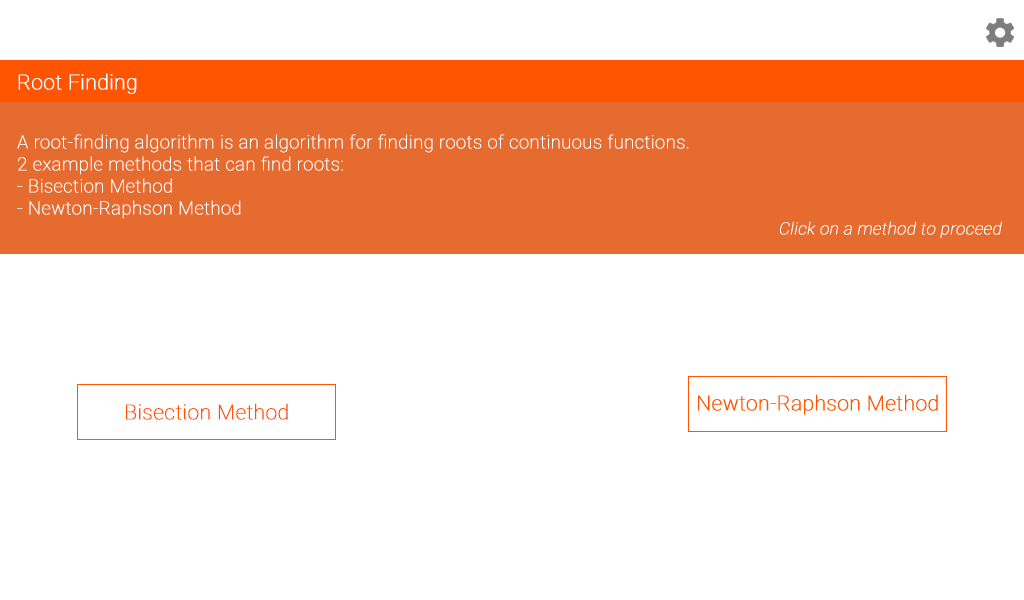 Root Finding
A root-finding algorithm is an algorithm for finding roots of continuous functions.
2 example methods that can find roots:
- Bisection Method
- Newton-Raphson Method
Click on a method to proceed
Bisection Method
Newton-Raphson Method